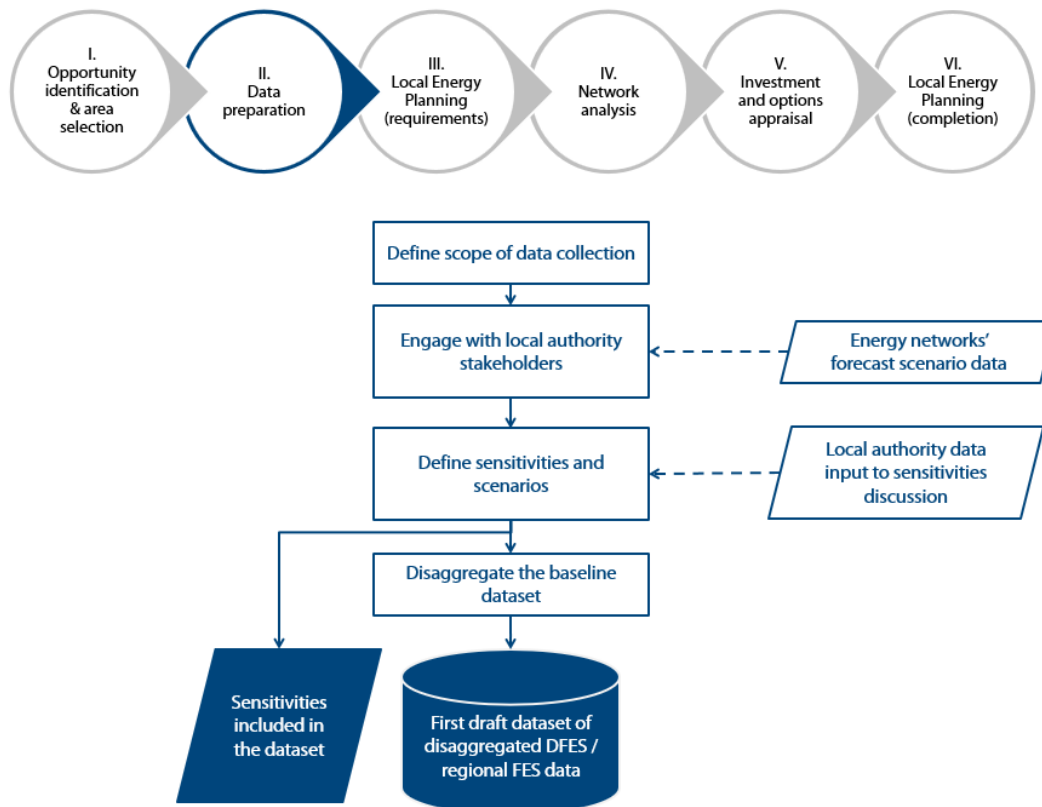 I.
Opportunity
identification
& area
selection
II.
Data
preparation
III.
Local Energy
Planning
(requirements)
IV.
Network
analysis
V.
Investment
and options
appraisal
VI.
Local Energy
Planning
(completion)
Define scope of data collection
Engage with local authority
stakeholders
Energy networks’
forecast scenario data
Define sensitivities and
scenarios
Local authority data
input to sensitivities
discussion
Disaggregate the baseline
dataset
Sensitivities
included in
the dataset
First draft dataset of
disaggregated DFES /
regional FES data